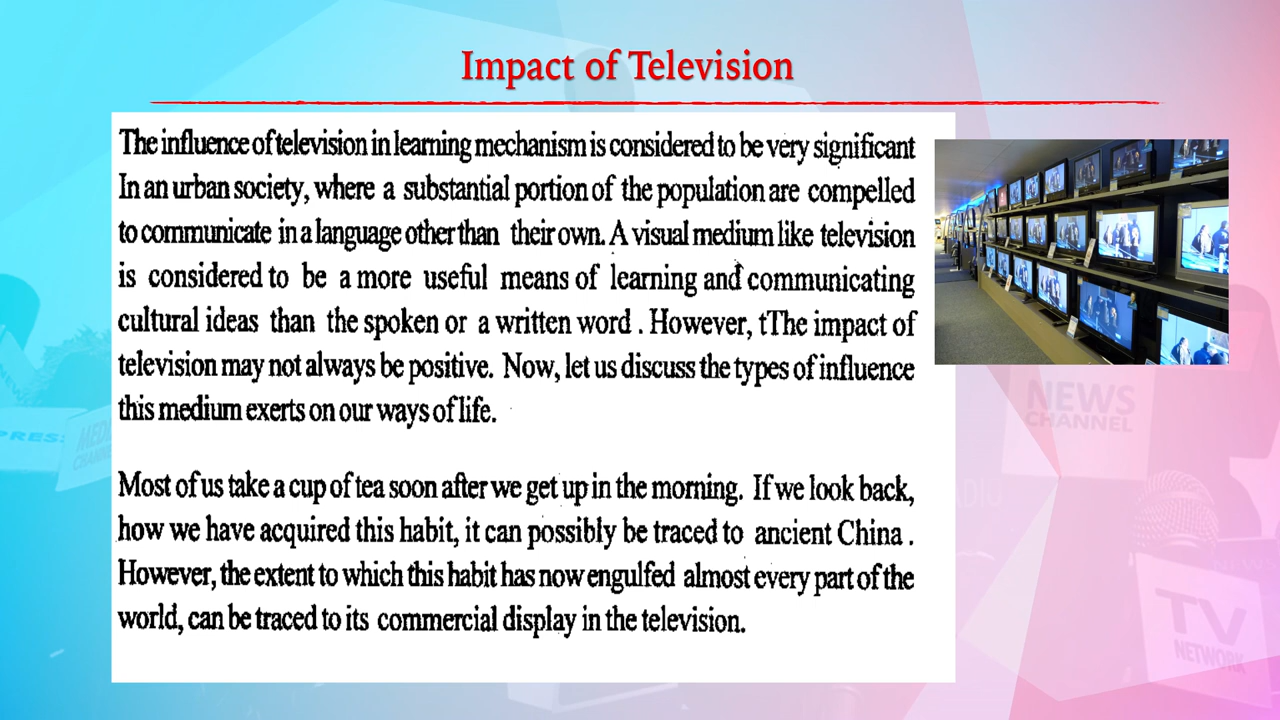 Impact of Television
The influence of television in learning mechanism is considered to be very significant
In an urban society, where a substantial portion of the population are compelled
to communicate in a language other than their own. A visual medium like television
is considered to be a more useful means of learning and communicating
cultural ideas than the spoken or a written word . However, tThe impact of
television may not always be positive. Now, let us discuss the types of influence
this medium exerts on our ways of life.
Most of us take a cup of tea soon after we get up in the morning. If we look back,
how we have acquired this habit, it can possibly be traced to ancient China .
However, the extent to which this habit has now engulfed almost every part of the
world, can be traced to its commercial display in the television.
NEWS
CHANNEL
PRESS
MEDIA
CHANNEL
TV
NETWORK